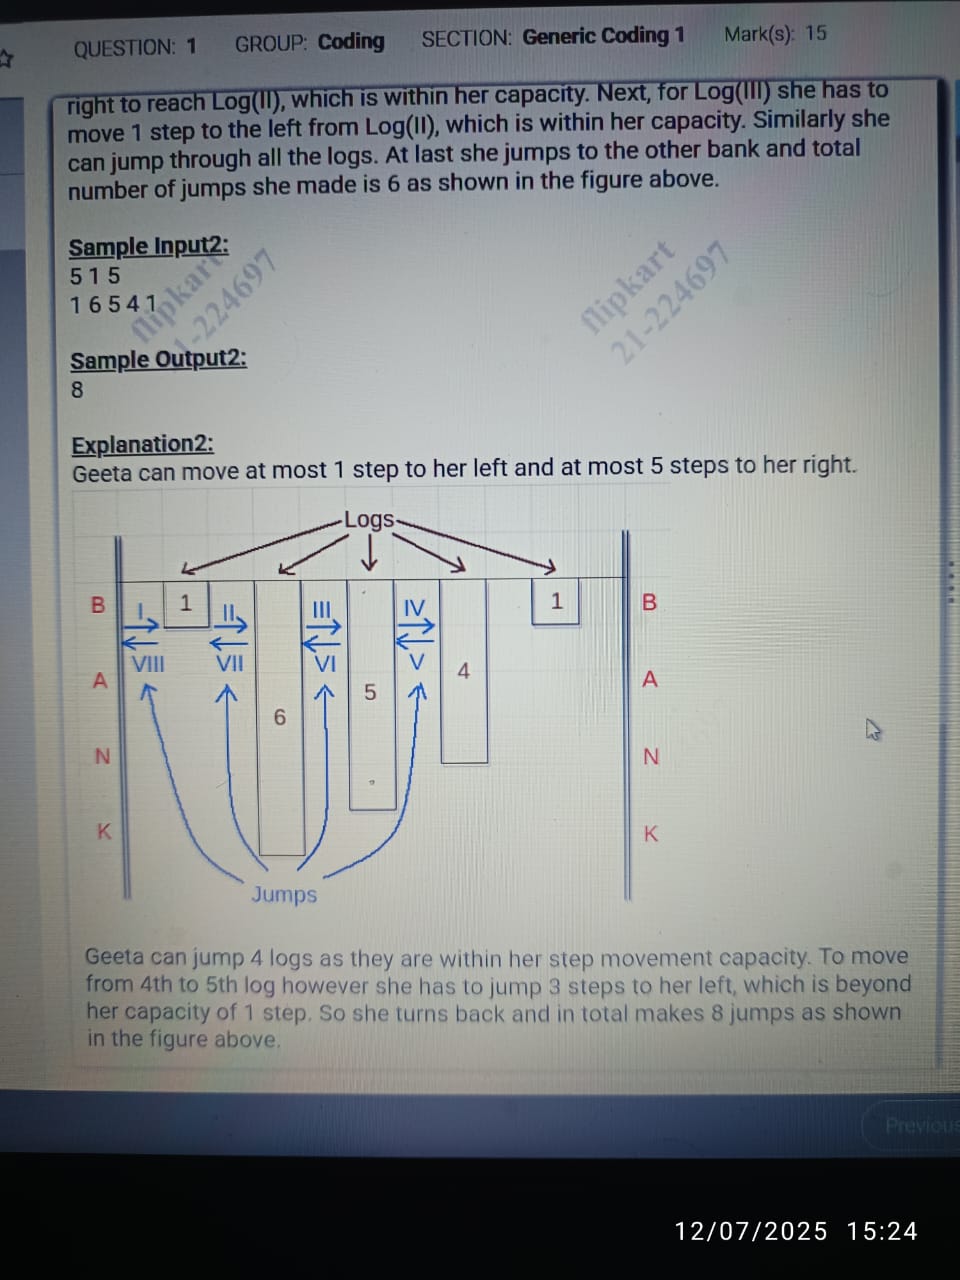 QUESTION: 1 GROUP: Coding SECTION: Generic Coding 1 Mark(s): 15
right to reach Log(II), which is within her capacity. Next, for Log(III) she has to
move 1 step to the left from Log(II), which is within her capacity. Similarly she
can jump through all the logs. At last she jumps to the other bank and total
number of jumps she made is 6 as shown in the figure above.
Sample Input2:
5 1 5
1 6 5 4 1
flipkart
1-224697
flipkart
21-224697
Sample Output2:
8
Explanation2:
Geeta can move at most 1 step to her left and at most 5 steps to her right.
Logs
B I 1 II III IV 1 B
VIII VII VI V
A 6 5 4 A
N N
K K
Jumps
Geeta can jump 4 logs as they are within her step movement capacity. To move
from 4th to 5th log however she has to jump 3 steps to her left, which is beyond
her capacity of 1 step. So she turns back and in total makes 8 jumps as shown
in the figure above.
Previous
12/07/2025 15:24